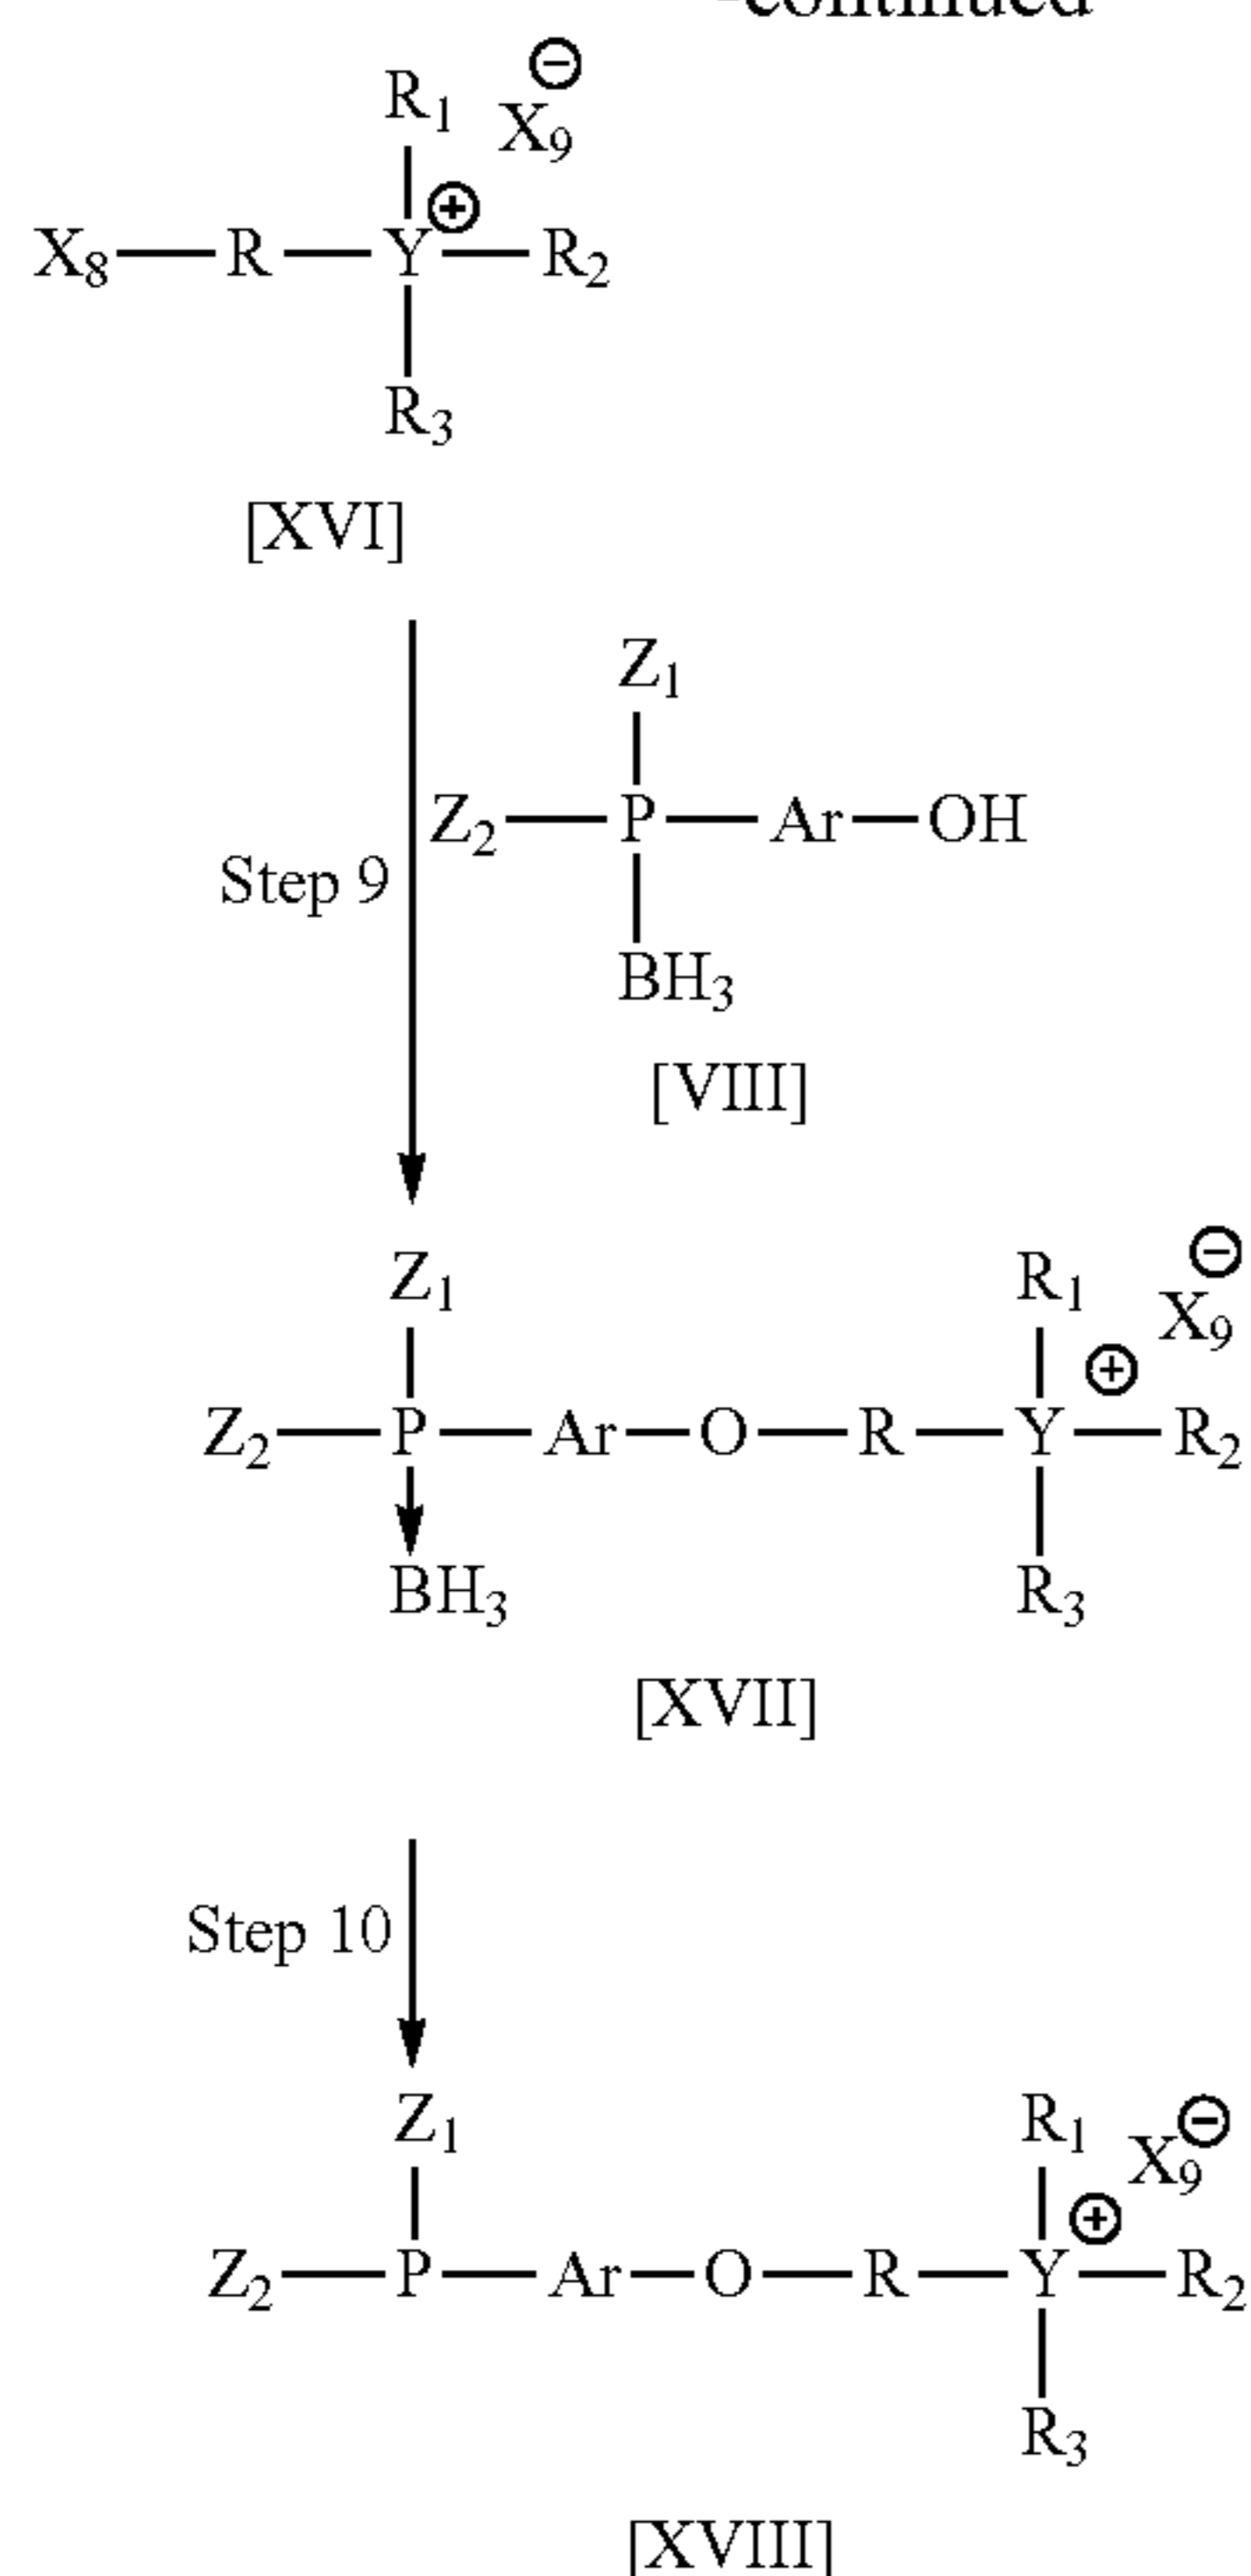 -continued
R1 X9 ⊖
X8—R—Y⊕—R2
R3
[XVI]
Z1
Z2—P—Ar—OH
Step 9
BH3
[VIII]
Z1 R1 X9 ⊖
Z2—P—Ar—O—R—Y⊕—R2
BH3 R3
[XVII]
Step 10
Z1 R1 X9 ⊖
Z2—P—Ar—O—R—Y⊕—R2
R3
[XVIII]